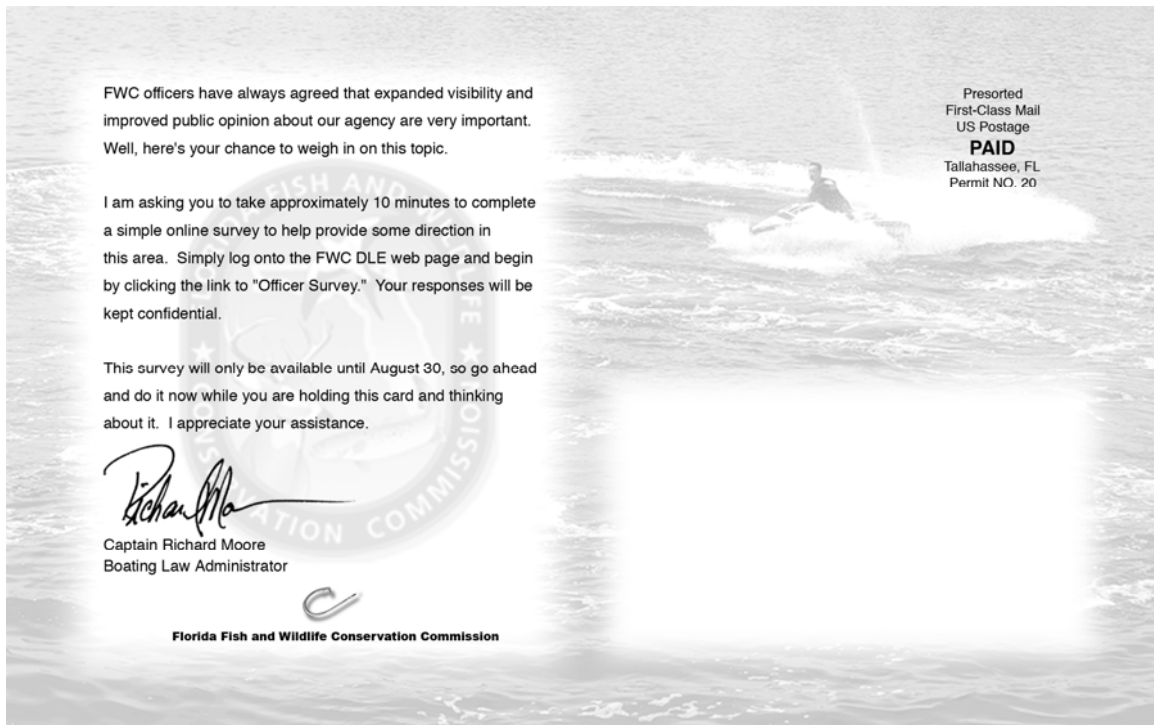 FWC officers have always agreed that expanded visibility and
improved public opinion about our agency are very important.
Well, here's your chance to weigh in on this topic.
I am asking you to take approximately 10 minutes to complete
a simple online survey to help provide some direction in
this area.  Simply log onto the FWC DLE web page and begin
by clicking the link to "Officer Survey."  Your responses will be
kept confidential.
This survey will only be available until August 30, so go ahead
and do it now while you are holding this card and thinking
about it.  I appreciate your assistance.
Captain Richard Moore
Boating Law Administrator
Florida Fish and Wildlife Conservation Commission
FLORIDA FISH AND WILDLIFE
CONSERVATION COMMISSION
Presorted
First-Class Mail
US Postage
PAID
Tallahassee, FL
Permit NO. 20